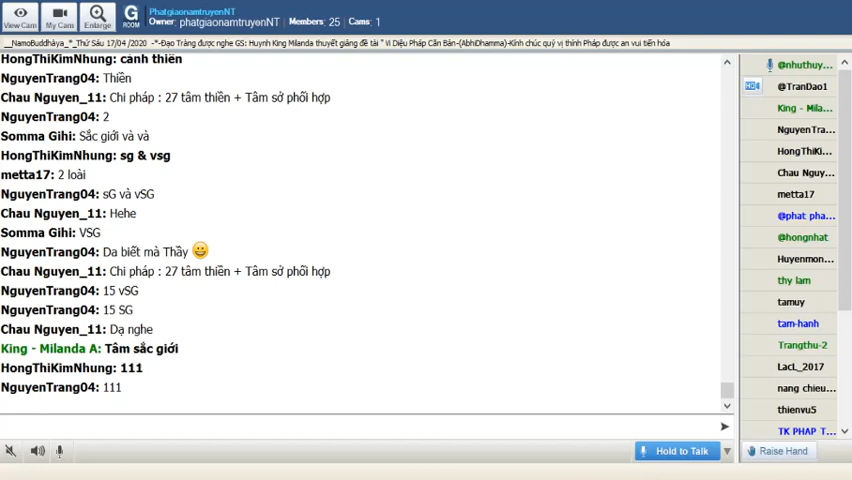 View Cam
My Cam
Enlarge
G
ROOM
PhatgiaonamtruyenNT
Owner: phatgiaonamtruyenNT Members: 25 Cams: 1
__NamoBuddhàya_*_Thứ Sáu 17/04 /2020 -*-Đạo Tràng được nghe GS: Huynh King Milanda thuyết giảng đề tài " Vi Diệu Pháp Căn Bản-(AbhiDhamma)-Kính chúc quý vị thính Pháp được an vui tiến hóa
HongThiKimNhung: cảnh thiền
NguyenTrang04: Thiền
Chau Nguyen_11: Chi pháp : 27 tâm thiền + Tâm sở phối hợp
NguyenTrang04: 2
Somma Gihi: Sắc giới và và
HongThiKimNhung: sg & vsg
metta17: 2 loài
NguyenTrang04: sG và vSG
Chau Nguyen_11: Hehe
Somma Gihi: VSG
NguyenTrang04: Da biết mà Thầy
Chau Nguyen_11: Chi pháp : 27 tâm thiền + Tâm sở phối hợp
NguyenTrang04: 15 vSG
NguyenTrang04: 15 SG
Chau Nguyen_11: Dạ nghe
King - Milanda A: Tâm sắc giới
HongThiKimNhung: 111
NguyenTrang04: 111
@nhuthuy...
HD
@TranDao1
King - Mila...
NguyenTra...
HongThiKi...
Chau Nguy...
metta17
@phat pha...
@hongnhat
Huyenmon...
thy lam
tamuy
tam-hanh
Trangthu-2
LacL_2017
nang chieu...
thienvu5
TK PHAP T...
Hold to Talk
Raise Hand